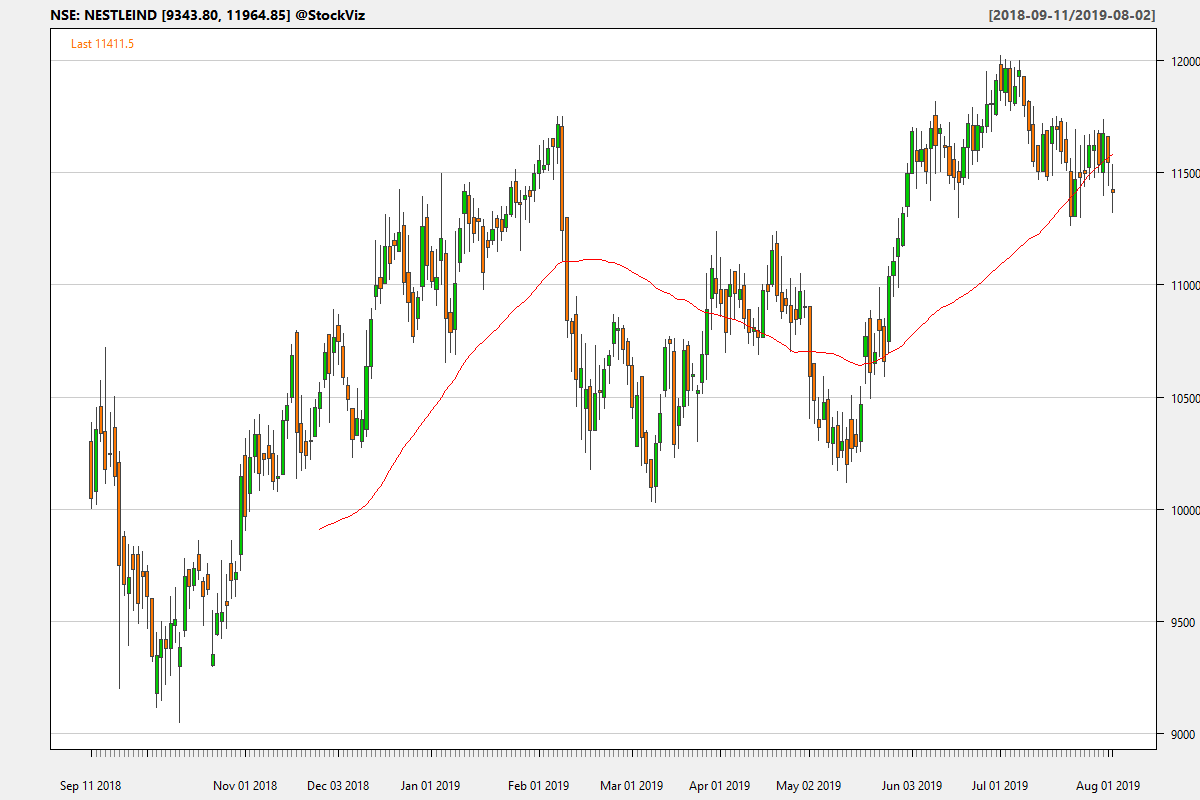 NSE: NESTLEIND [9343.80, 11964.85] @StockViz
[2018-09-11/2019-08-02]
Last 11411.5
12000
11500
11000
10500
10000
9500
9000
Sep 11 2018 Nov 01 2018 Dec 03 2018 Jan 01 2019 Feb 01 2019 Mar 01 2019 Apr 01 2019 May 02 2019 Jun 03 2019 Jul 01 2019 Aug 01 2019